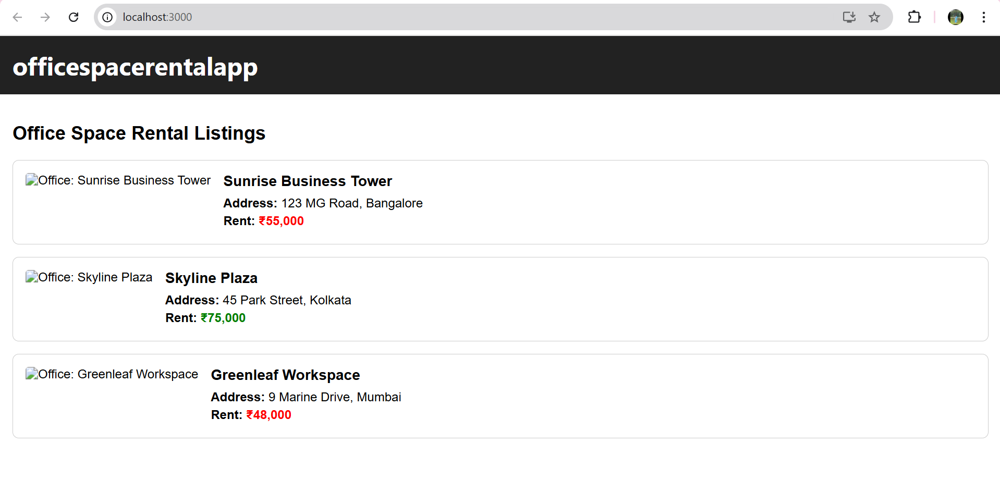 localhost:3000
officespacerentalapp
Office Space Rental Listings
Office: Sunrise Business Tower
Sunrise Business Tower
Address: 123 MG Road, Bangalore
Rent: ₹55,000
Office: Skyline Plaza
Skyline Plaza
Address: 45 Park Street, Kolkata
Rent: ₹75,000
Office: Greenleaf Workspace
Greenleaf Workspace
Address: 9 Marine Drive, Mumbai
Rent: ₹48,000